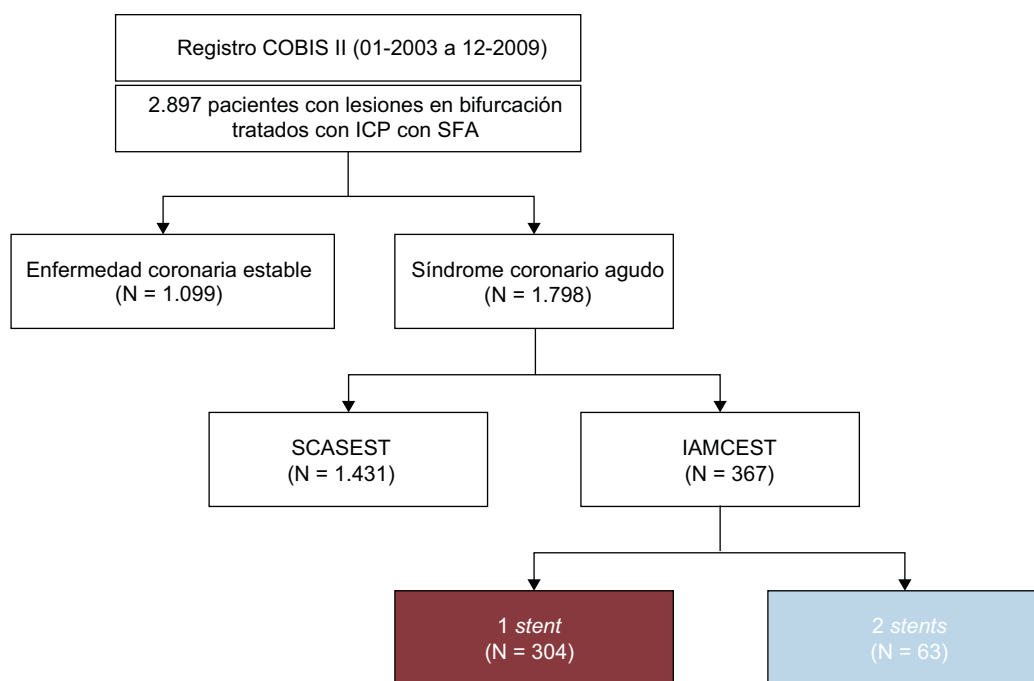 Registro COBIS II (01-2003 a 12-2009)
2.897 pacientes con lesiones en bifurcación
tratados con ICP con SFA
Enfermedad coronaria estable
(N = 1.099)
Síndrome coronario agudo
(N = 1.798)
SCASEST
(N = 1.431)
IAMCEST
(N = 367)
1 stent
(N = 304)
2 stents
(N = 63)